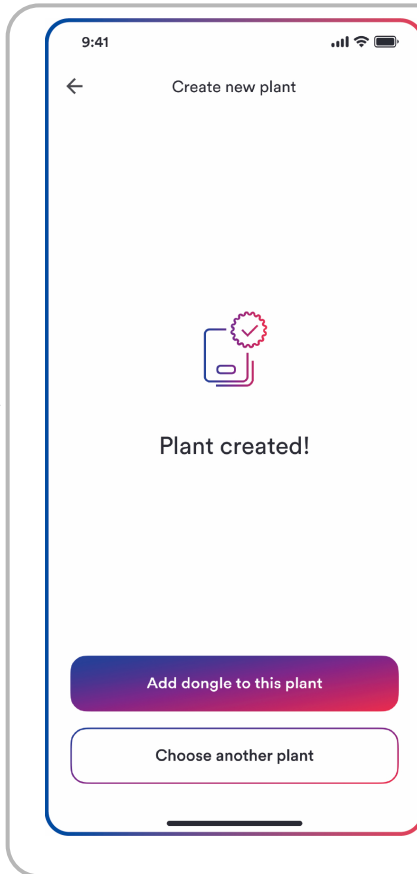 9:41
Create new plant
Plant created!
Add dongle to this plant
Choose another plant